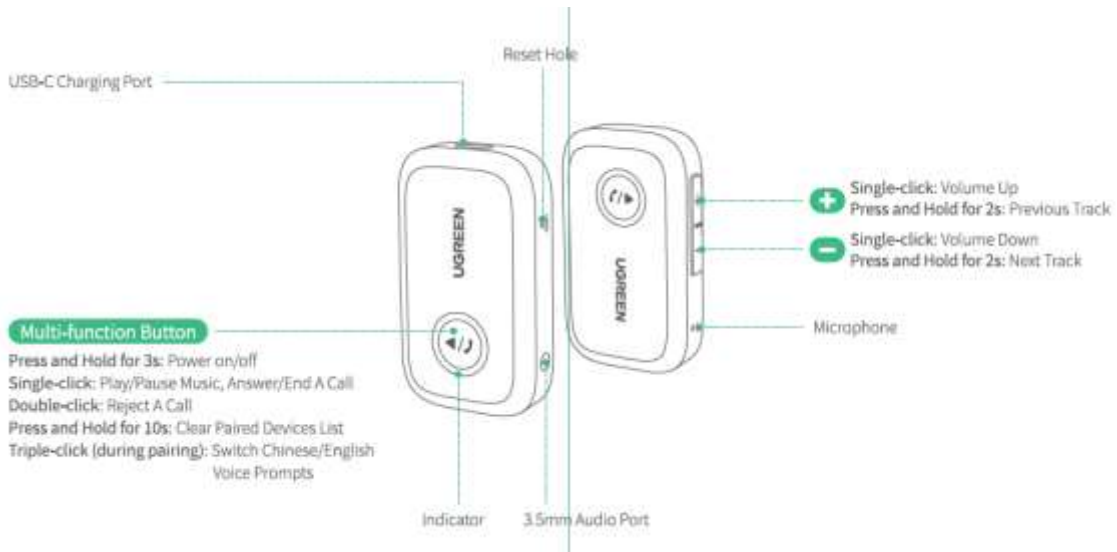 Reset Hole
USB-C Charging Port
Single-click: Volume Up
Press and Hold for 2s: Previous Track
Single-click: Volume Down
Press and Hold for 2s: Next Track
UGREEN
UGREEN
Microphone
Multi-function Button
Press and Hold for 3s: Power on/off
Single-click: Play/Pause Music, Answer/End A Call
Double-click: Reject A Call
Press and Hold for 10s: Clear Paired Devices List
Triple-click (during pairing): Switch Chinese/English
Voice Prompts
Indicator
3.5mm Audio Port